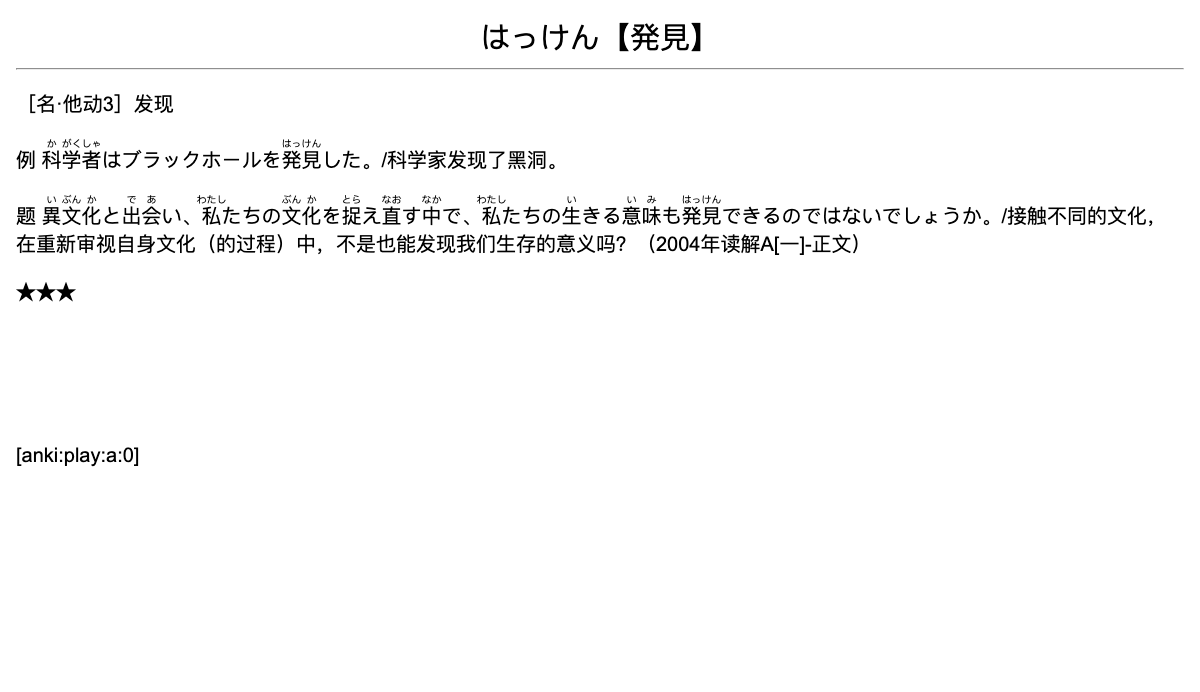 はっけん【発見】
［名·他动3］发现
か がくしゃ はっけん
例 科学者はブラックホールを発見した。/科学家发现了黑洞。
い ぶん か で あ わたし ぶん か とら なお なか わたし い い み はっけん
题 異文化と出会い、私たちの文化を捉え直す中で、私たちの生きる意味も発見できるのではないでしょうか。/接触不同的文化，
在重新审视自身文化（的过程）中，不是也能发现我们生存的意义吗？（2004年读解A[一]-正文）
★★★
[anki:play:a:0]